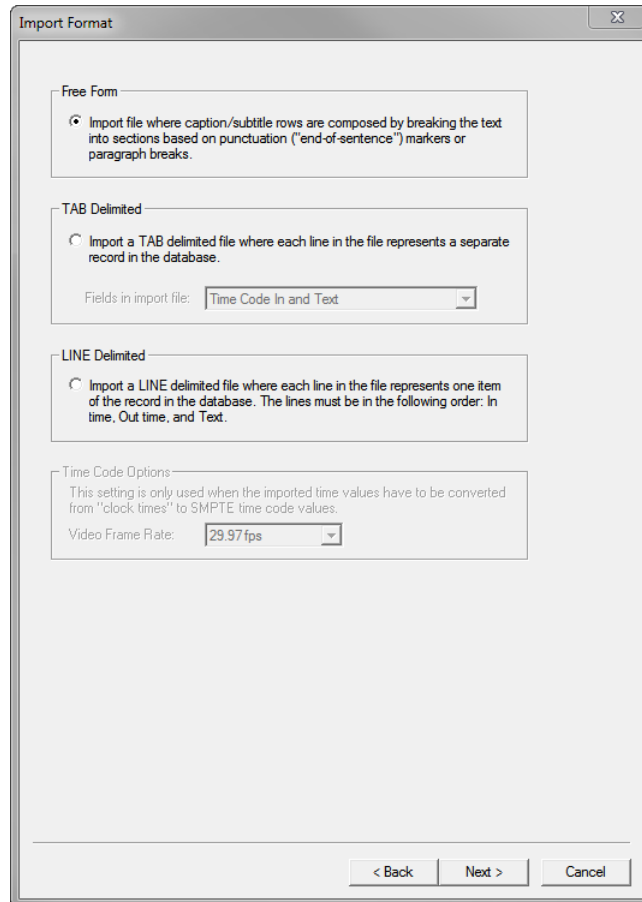 Import Format
Free Form
Import file where caption/subtitle rows are composed by breaking the text
into sections based on punctuation ("end-of-sentence") markers or
paragraph breaks.
TAB Delimited
Import a TAB delimited file where each line in the file represents a separate
record in the database.
Fields in import file: Time Code In and Text
LINE Delimited
Import a LINE delimited file where each line in the file represents one item
of the record in the database. The lines must be in the following order: In
time, Out time, and Text.
Time Code Options
This setting is only used when the imported time values have to be converted
from "clock times" to SMPTE time code values.
Video Frame Rate: 29.97 fps
< Back Next > Cancel